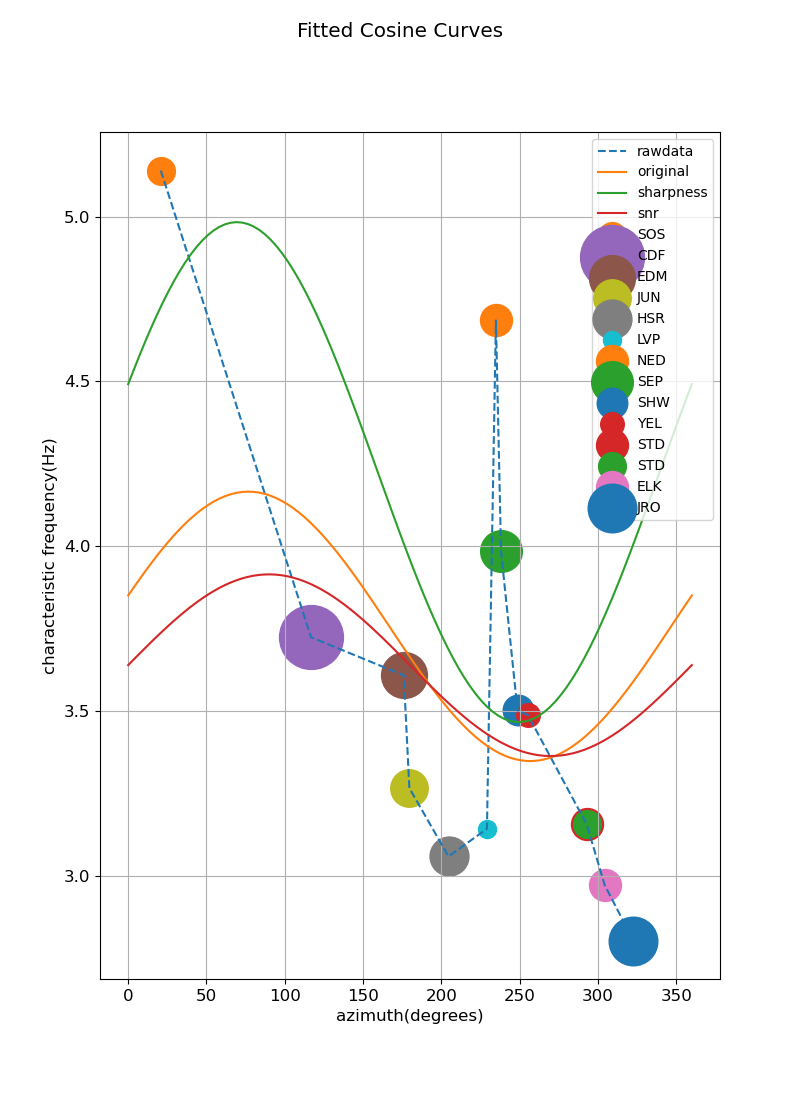 Fitted Cosine Curves
rawdata
original
sharpness
snr
SOS
CDF
EDM
JUN
HSR
LVP
NED
SEP
SHW
YEL
STD
STD
ELK
JRO
5.0
4.5
4.0
3.5
3.0
characteristic frequency(Hz)
0 50 100 150 200 250 300 350
azimuth(degrees)